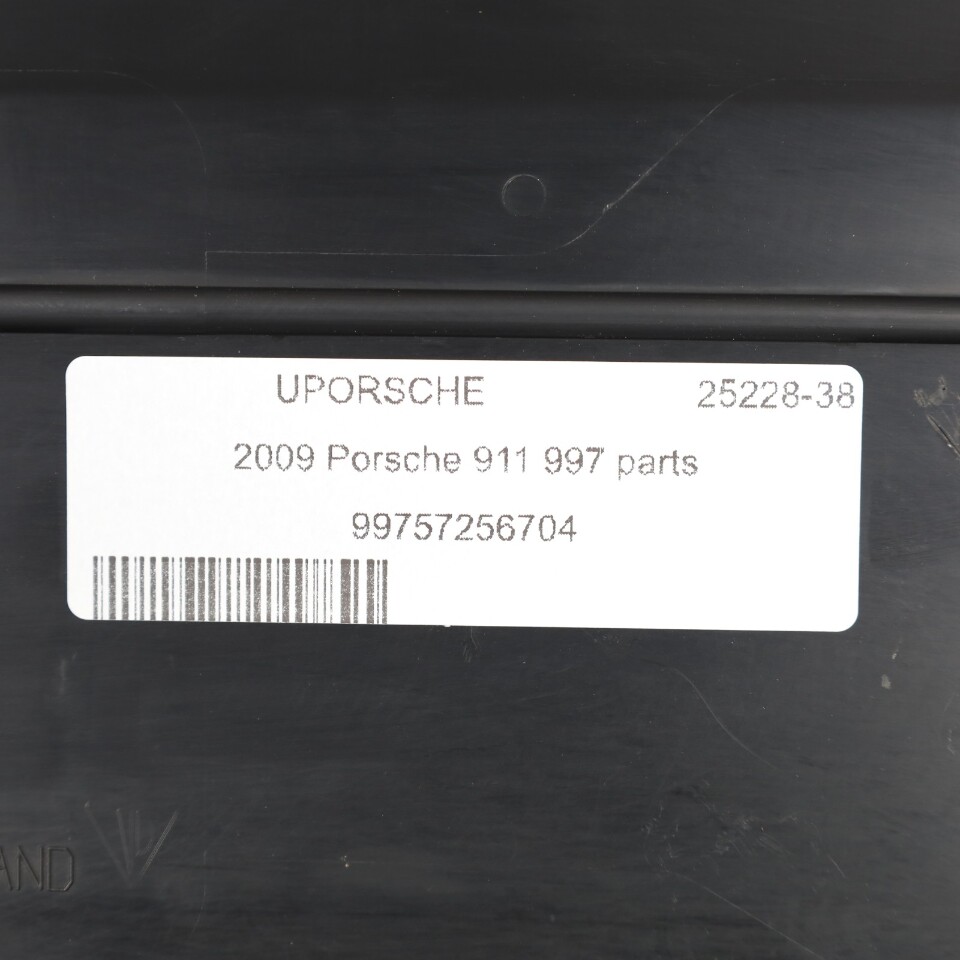 UPORSCHE 25228-38
2009 Porsche 911 997 parts
99757256704
AND